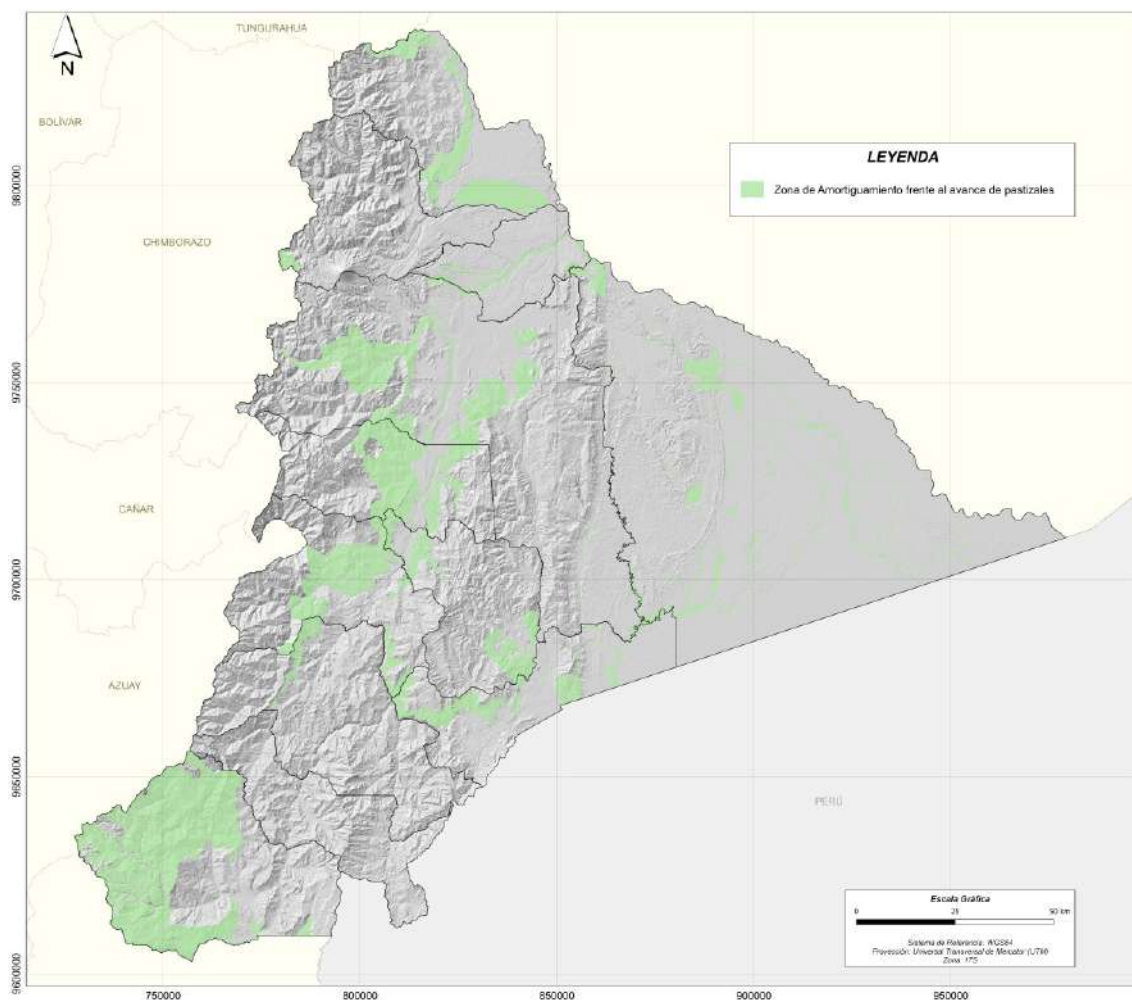 TUNGURAHUA
N
BOLÍVAR
LEYENDA
Zona de Amortiguamiento frente al avance de pastizales
CHIMBORAZO
CAÑAR
AZUAY
PERÚ
9800000
9750000
9700000
9650000
9600000
Escala Gráfica
0 25 50 km
Sistema de Referencia: WGS84
Proyección: Universal Transversal de Mercator (UTM)
Zona: 17S
750000 800000 850000 900000 950000